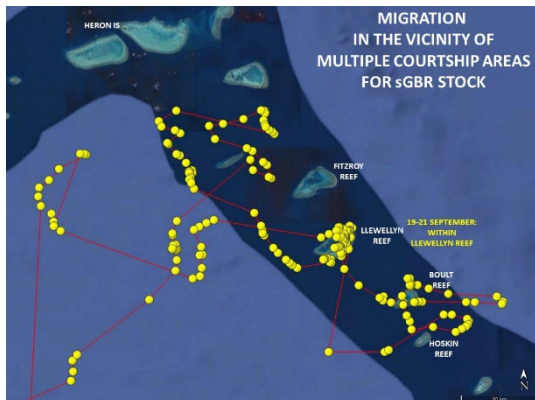 MIGRATION
IN THE VICINITY OF
MULTIPLE COURTSHIP AREAS
FOR sGBR STOCK
HERON IS
FITZROY
REEF
LLEWELLYN
REEF
19-21 SEPTEMBER:
WITHIN
LLEWELLYN REEF
BOULT
REEF
HOSKIN
REEF
N